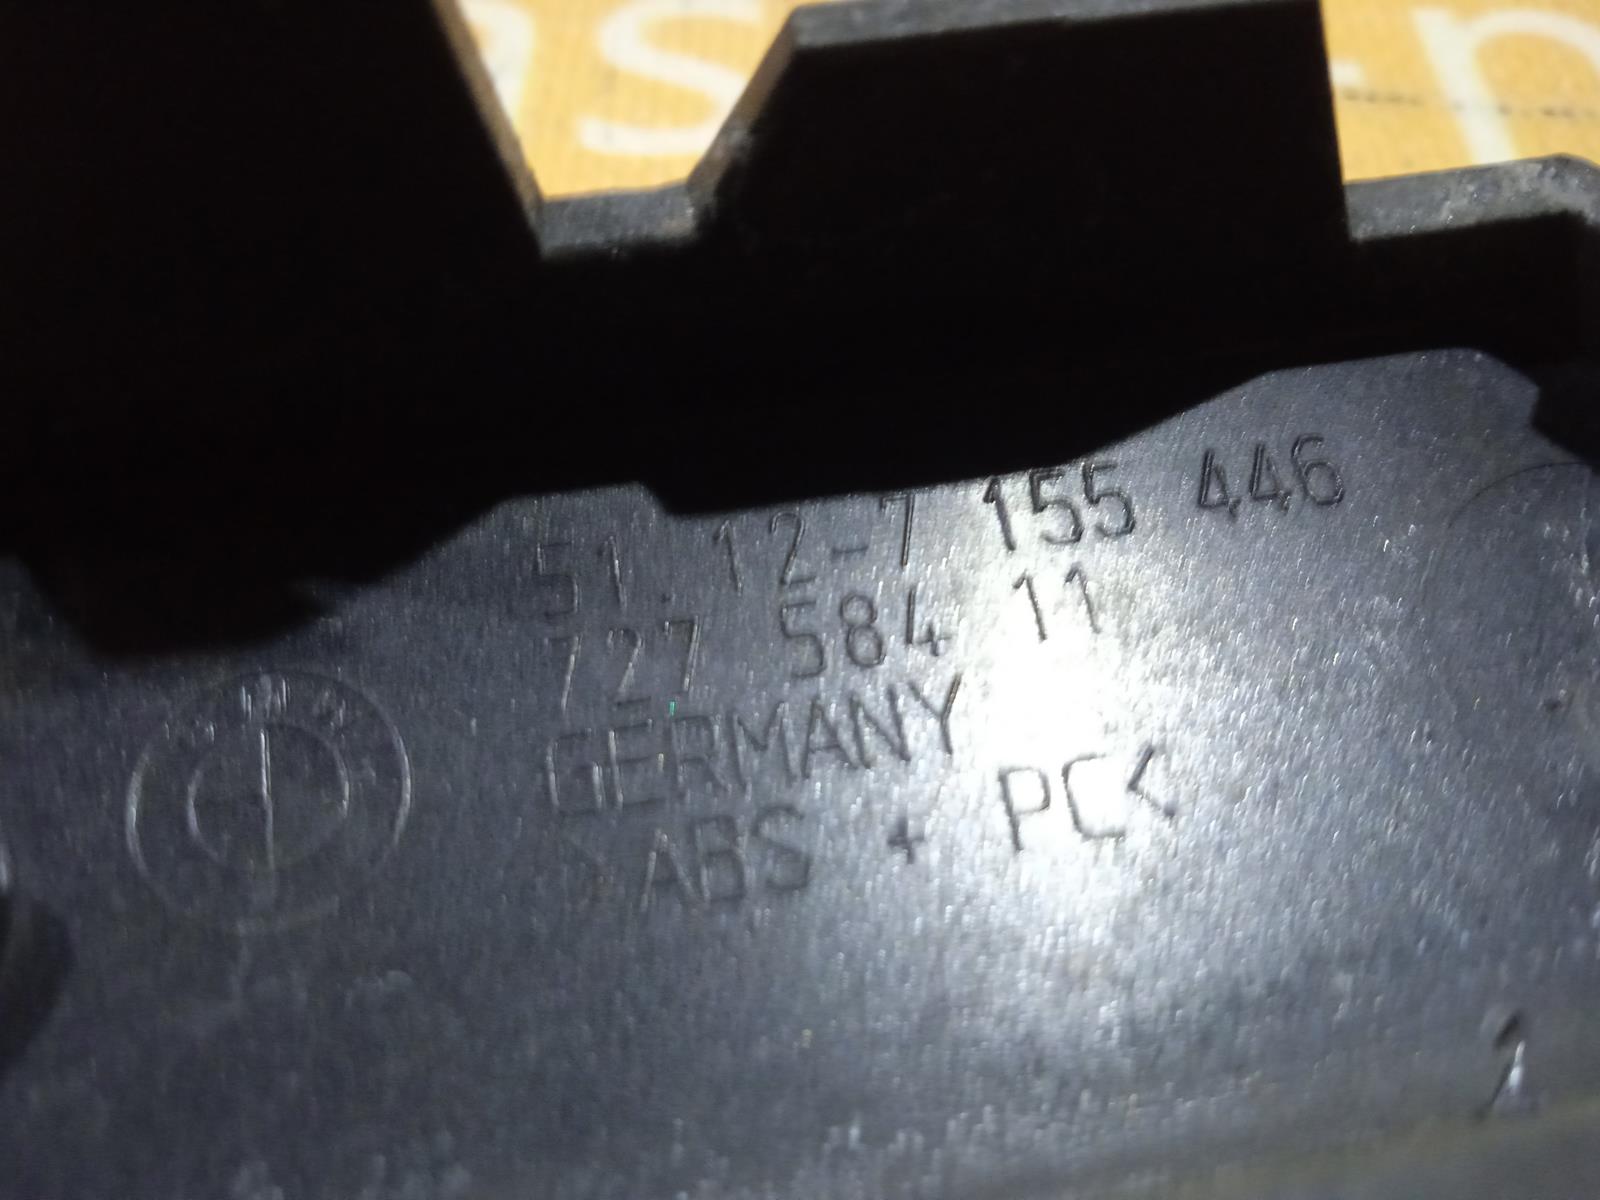 51.12-7 155 446
727 584 11
GERMANY
>ABS + PC<